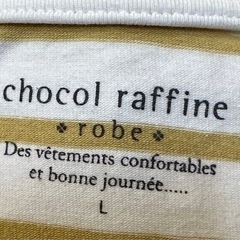 chocol raffine
robe
Des vêtements confortables
et bonne journée.....
L